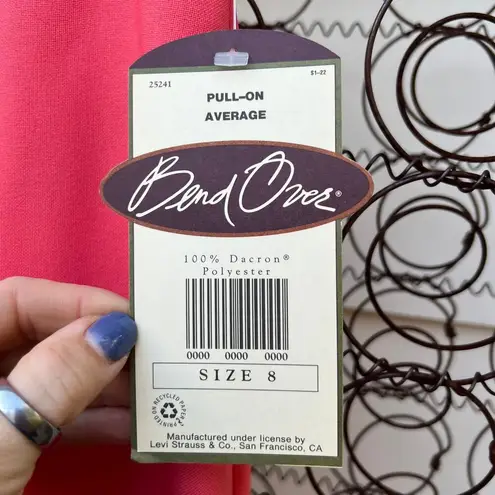 25241
S1-22
PULL-ON
AVERAGE
Bend Over®
100% Dacron®
Polyester
0000 0000 0000
SIZE 8
PRINTED ON RECYCLED PAPER
Manufactured under license by
Levi Strauss & Co., San Francisco, CA